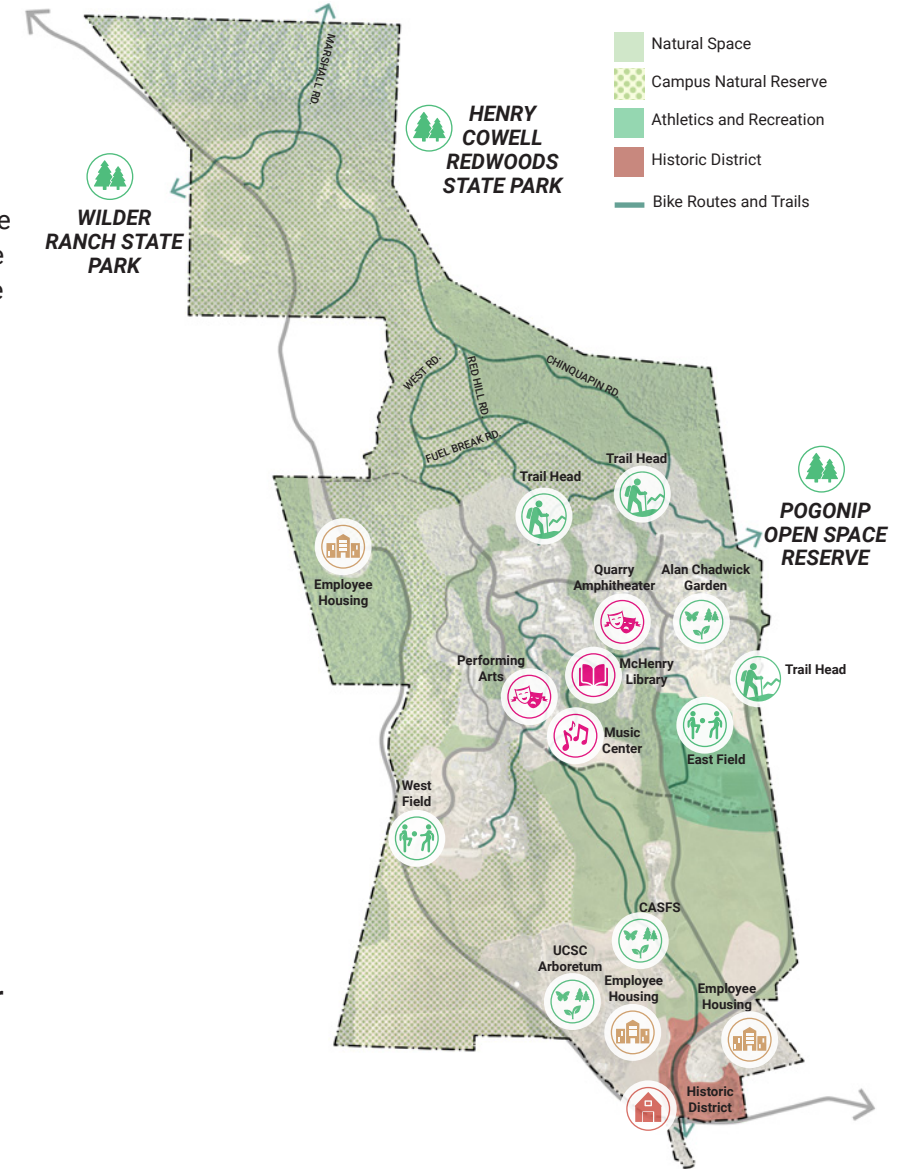 Natural Space
Campus Natural Reserve
Athletics and Recreation
Historic District
Bike Routes and Trails
MARSHALL RD.
HENRY
COWELL
REDWOODS
STATE PARK
WILDER
RANCH STATE
PARK
e
e
e
WEST RD.
RED HILL RD
CHINQUAPIN RD.
FUEL BREAK RD.
Trail Head
Trail Head
POGONIP
OPEN SPACE
RESERVE
Employee
Housing
Quarry
Amphitheater
Alan Chadwick
Garden
Performing
Arts
McHenry
Library
Trail Head
Music
Center
East Field
West
Field
CASFS
UCSC
Arboretum
Employee
Housing
Employee
Housing
r
Historic
District